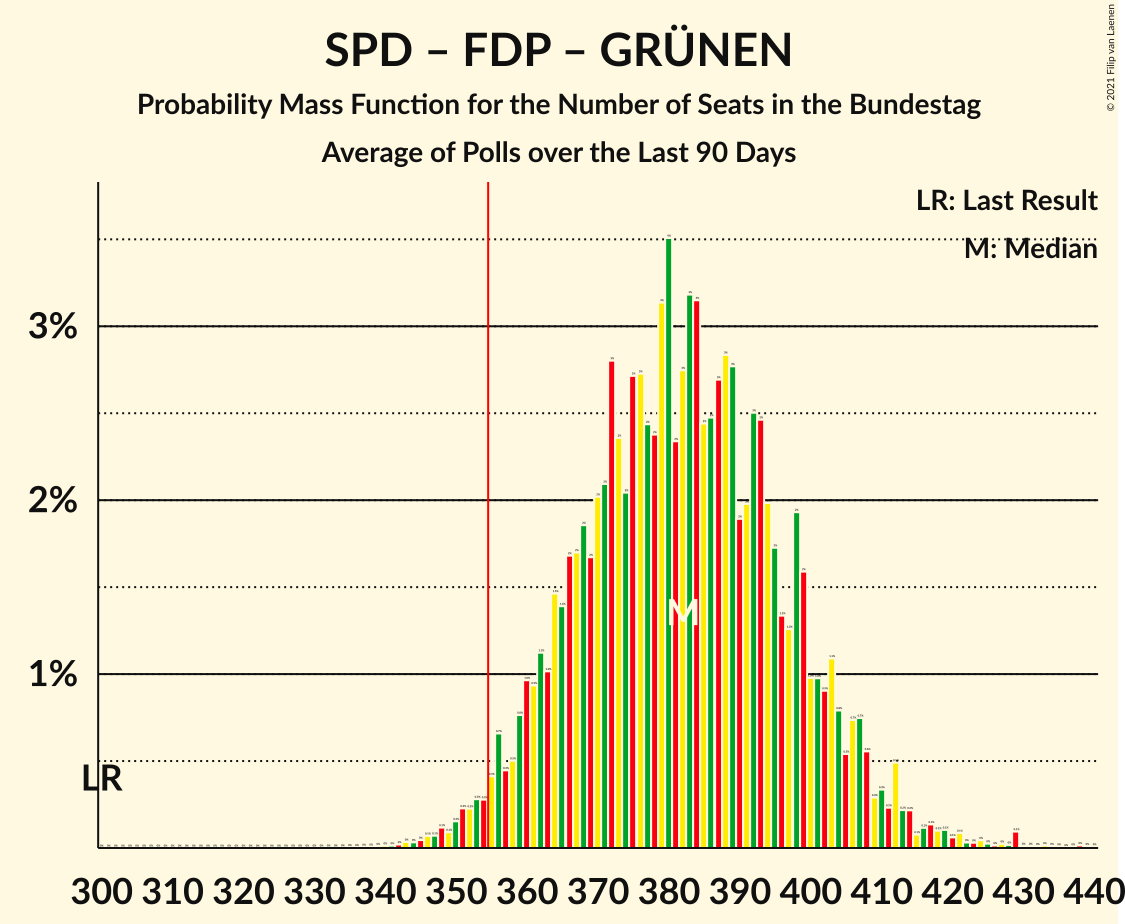 SPD – FDP – GRÜNEN
Probability Mass Function for the Number of Seats in the Bundestag
Average of Polls over the Last 90 Days
© 2021 Filip van Laenen
LR: Last Result
M: Median
3%
2%
1%
LR
M
300 310 320 330 340 350 360 370 380 390 400 410 420 430 440